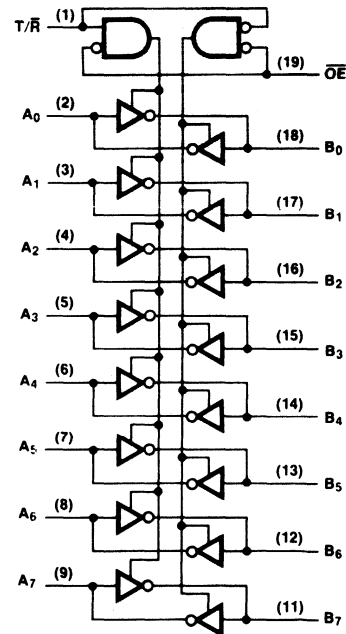 T/R̅ (1)
(19) O̅E̅
A₀ (2)
(18) B₀
A₁ (3)
(17) B₁
A₂ (4)
(16) B₂
A₃ (5)
(15) B₃
A₄ (6)
(14) B₄
A₅ (7)
(13) B₅
A₆ (8)
(12) B₆
A₇ (9)
(11) B₇